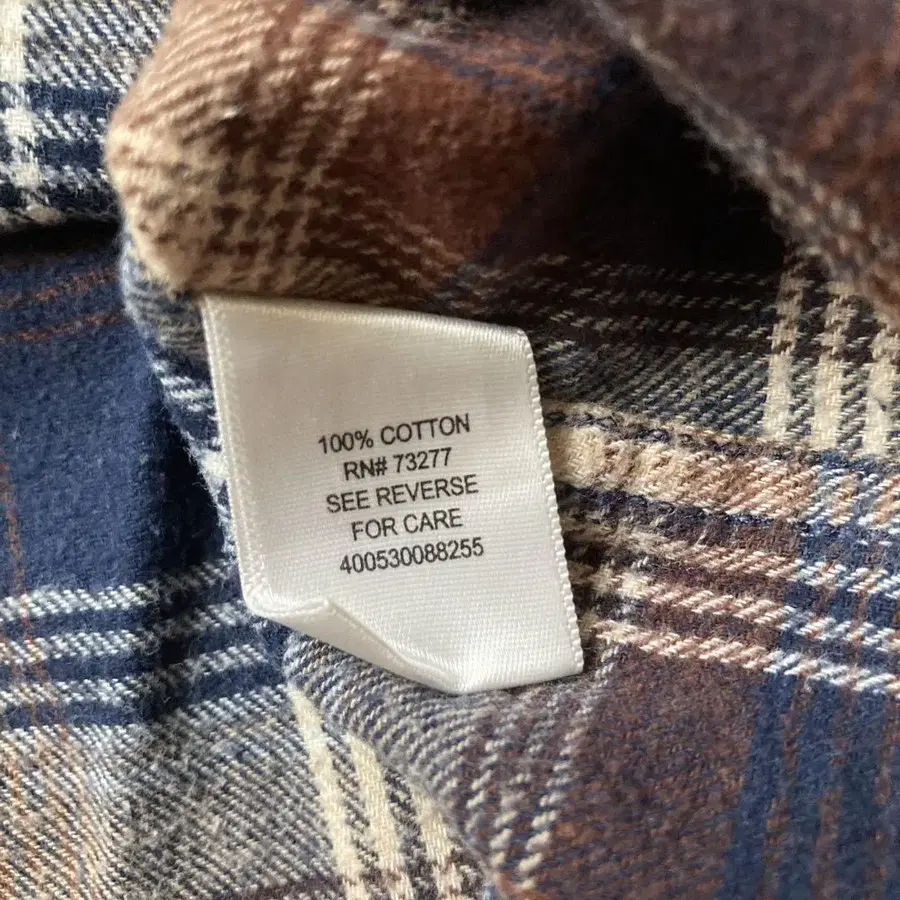 100% COTTON
RN# 73277
SEE REVERSE
FOR CARE
400530088255